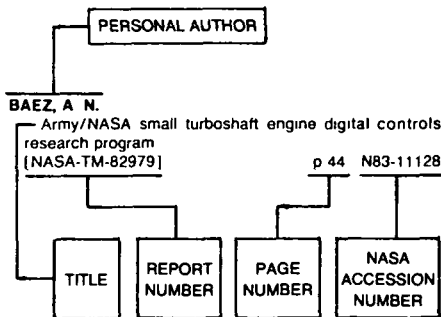 PERSONAL AUTHOR
BAEZ, A N.
Army/NASA small turboshaft engine digital controls
research program
[NASA-TM-82979] p 44 N83-11128
TITLE
REPORT
NUMBER
PAGE
NUMBER
NASA
ACCESSION
NUMBER